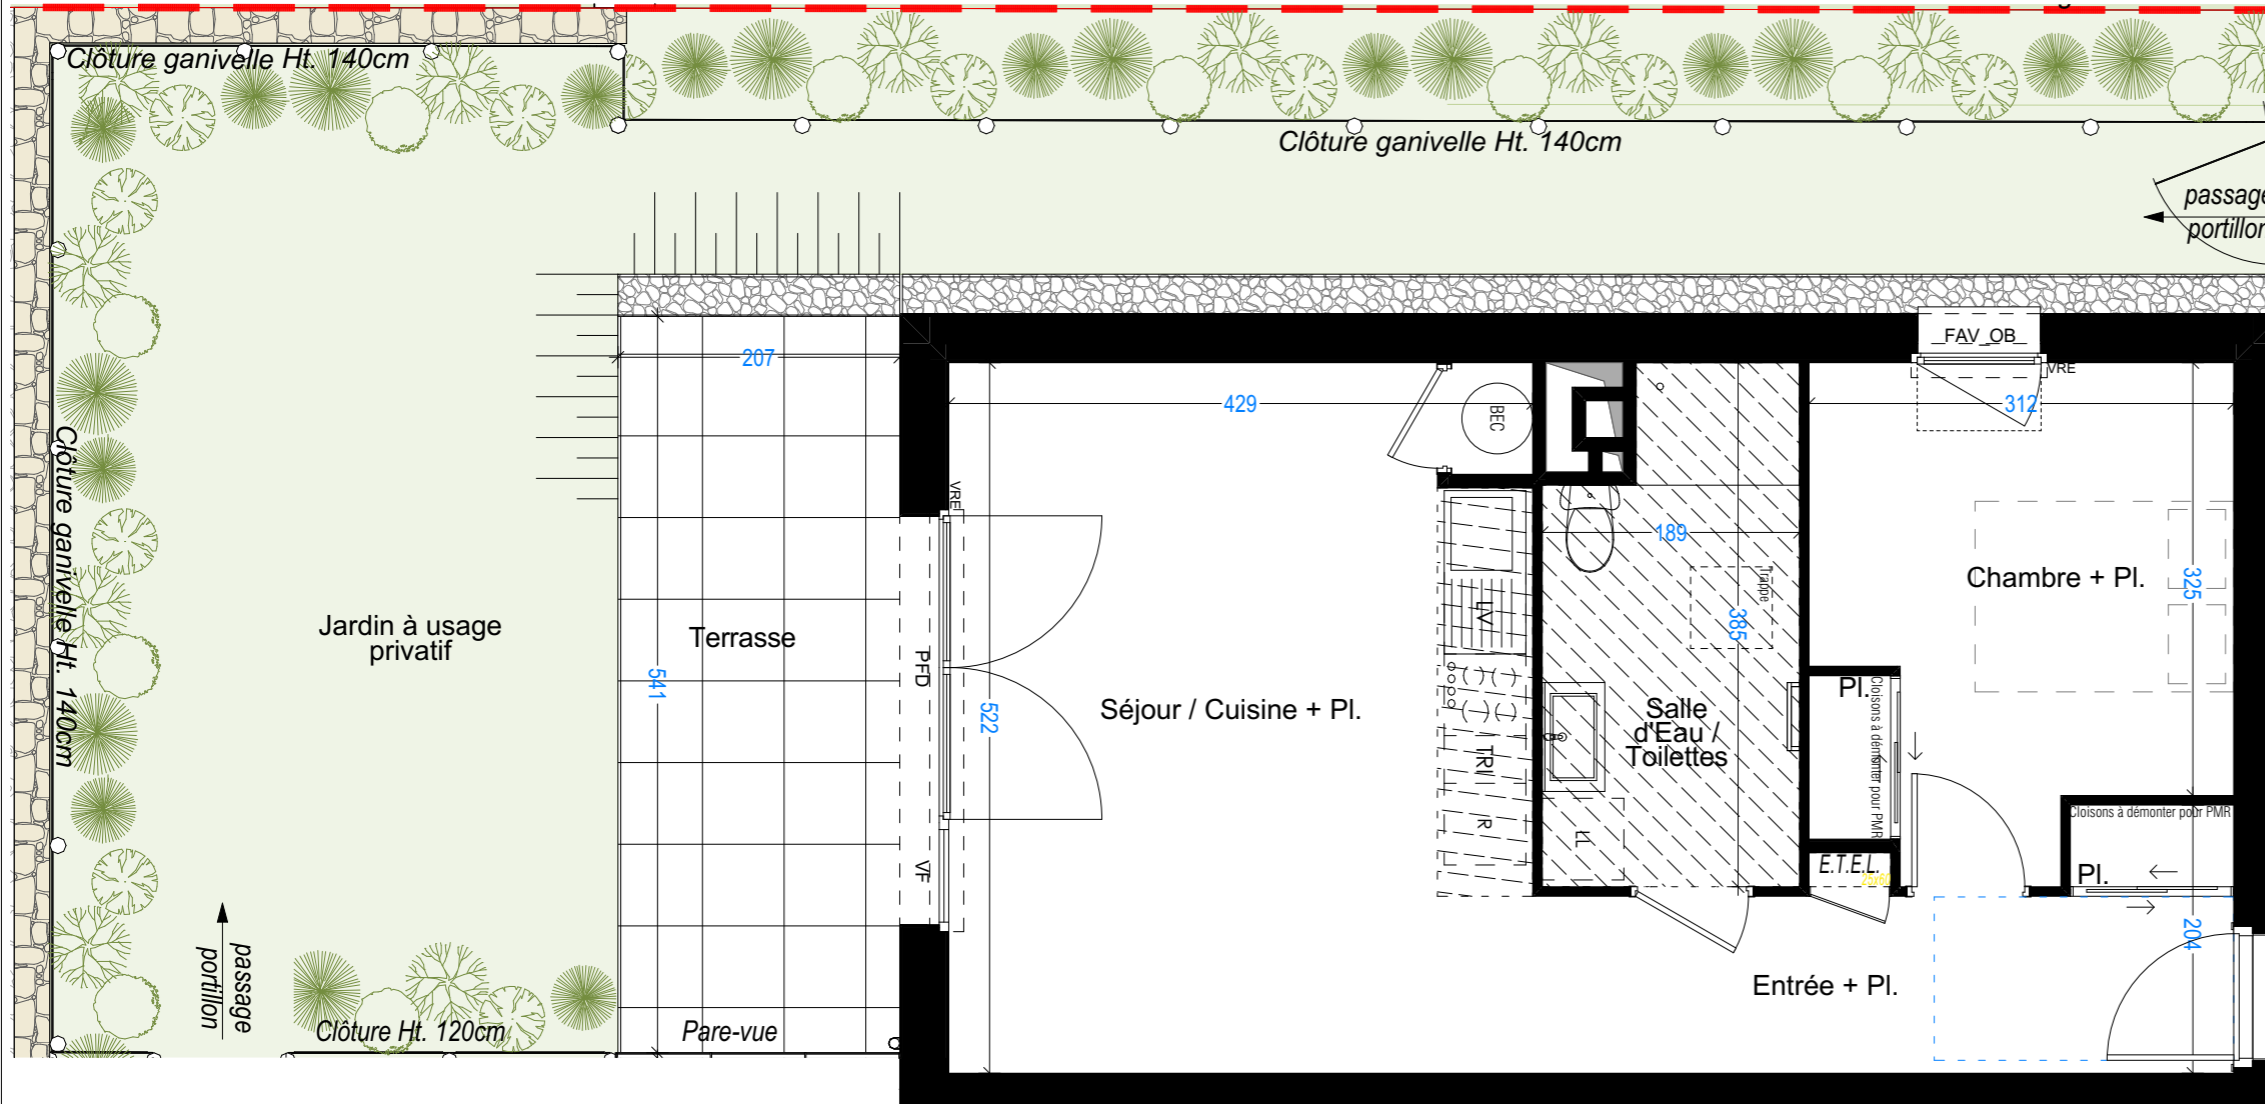 Clôture ganivelle Ht. 140cm
Clôture ganivelle Ht. 140cm
passage
portillon
FAV_OB
VRE
207
429
BEC
312
VRE
189
Clôture ganivelle Ht. 140cm
Trappe
325
Chambre + Pl.
LV
385
Jardin à usage
privatif
Terrasse
PFD
541
522
Séjour / Cuisine + Pl.
Salle
d'Eau /
Toilettes
Pl.
Cloisons à démonter pour PMR
TRI
R
LL
Cloisons à démonter pour PMR
VF
E.T.E.L.
25x60
Pl.
204
passage
portillon
Entrée + Pl.
Clôture Ht. 120cm
Pare-vue